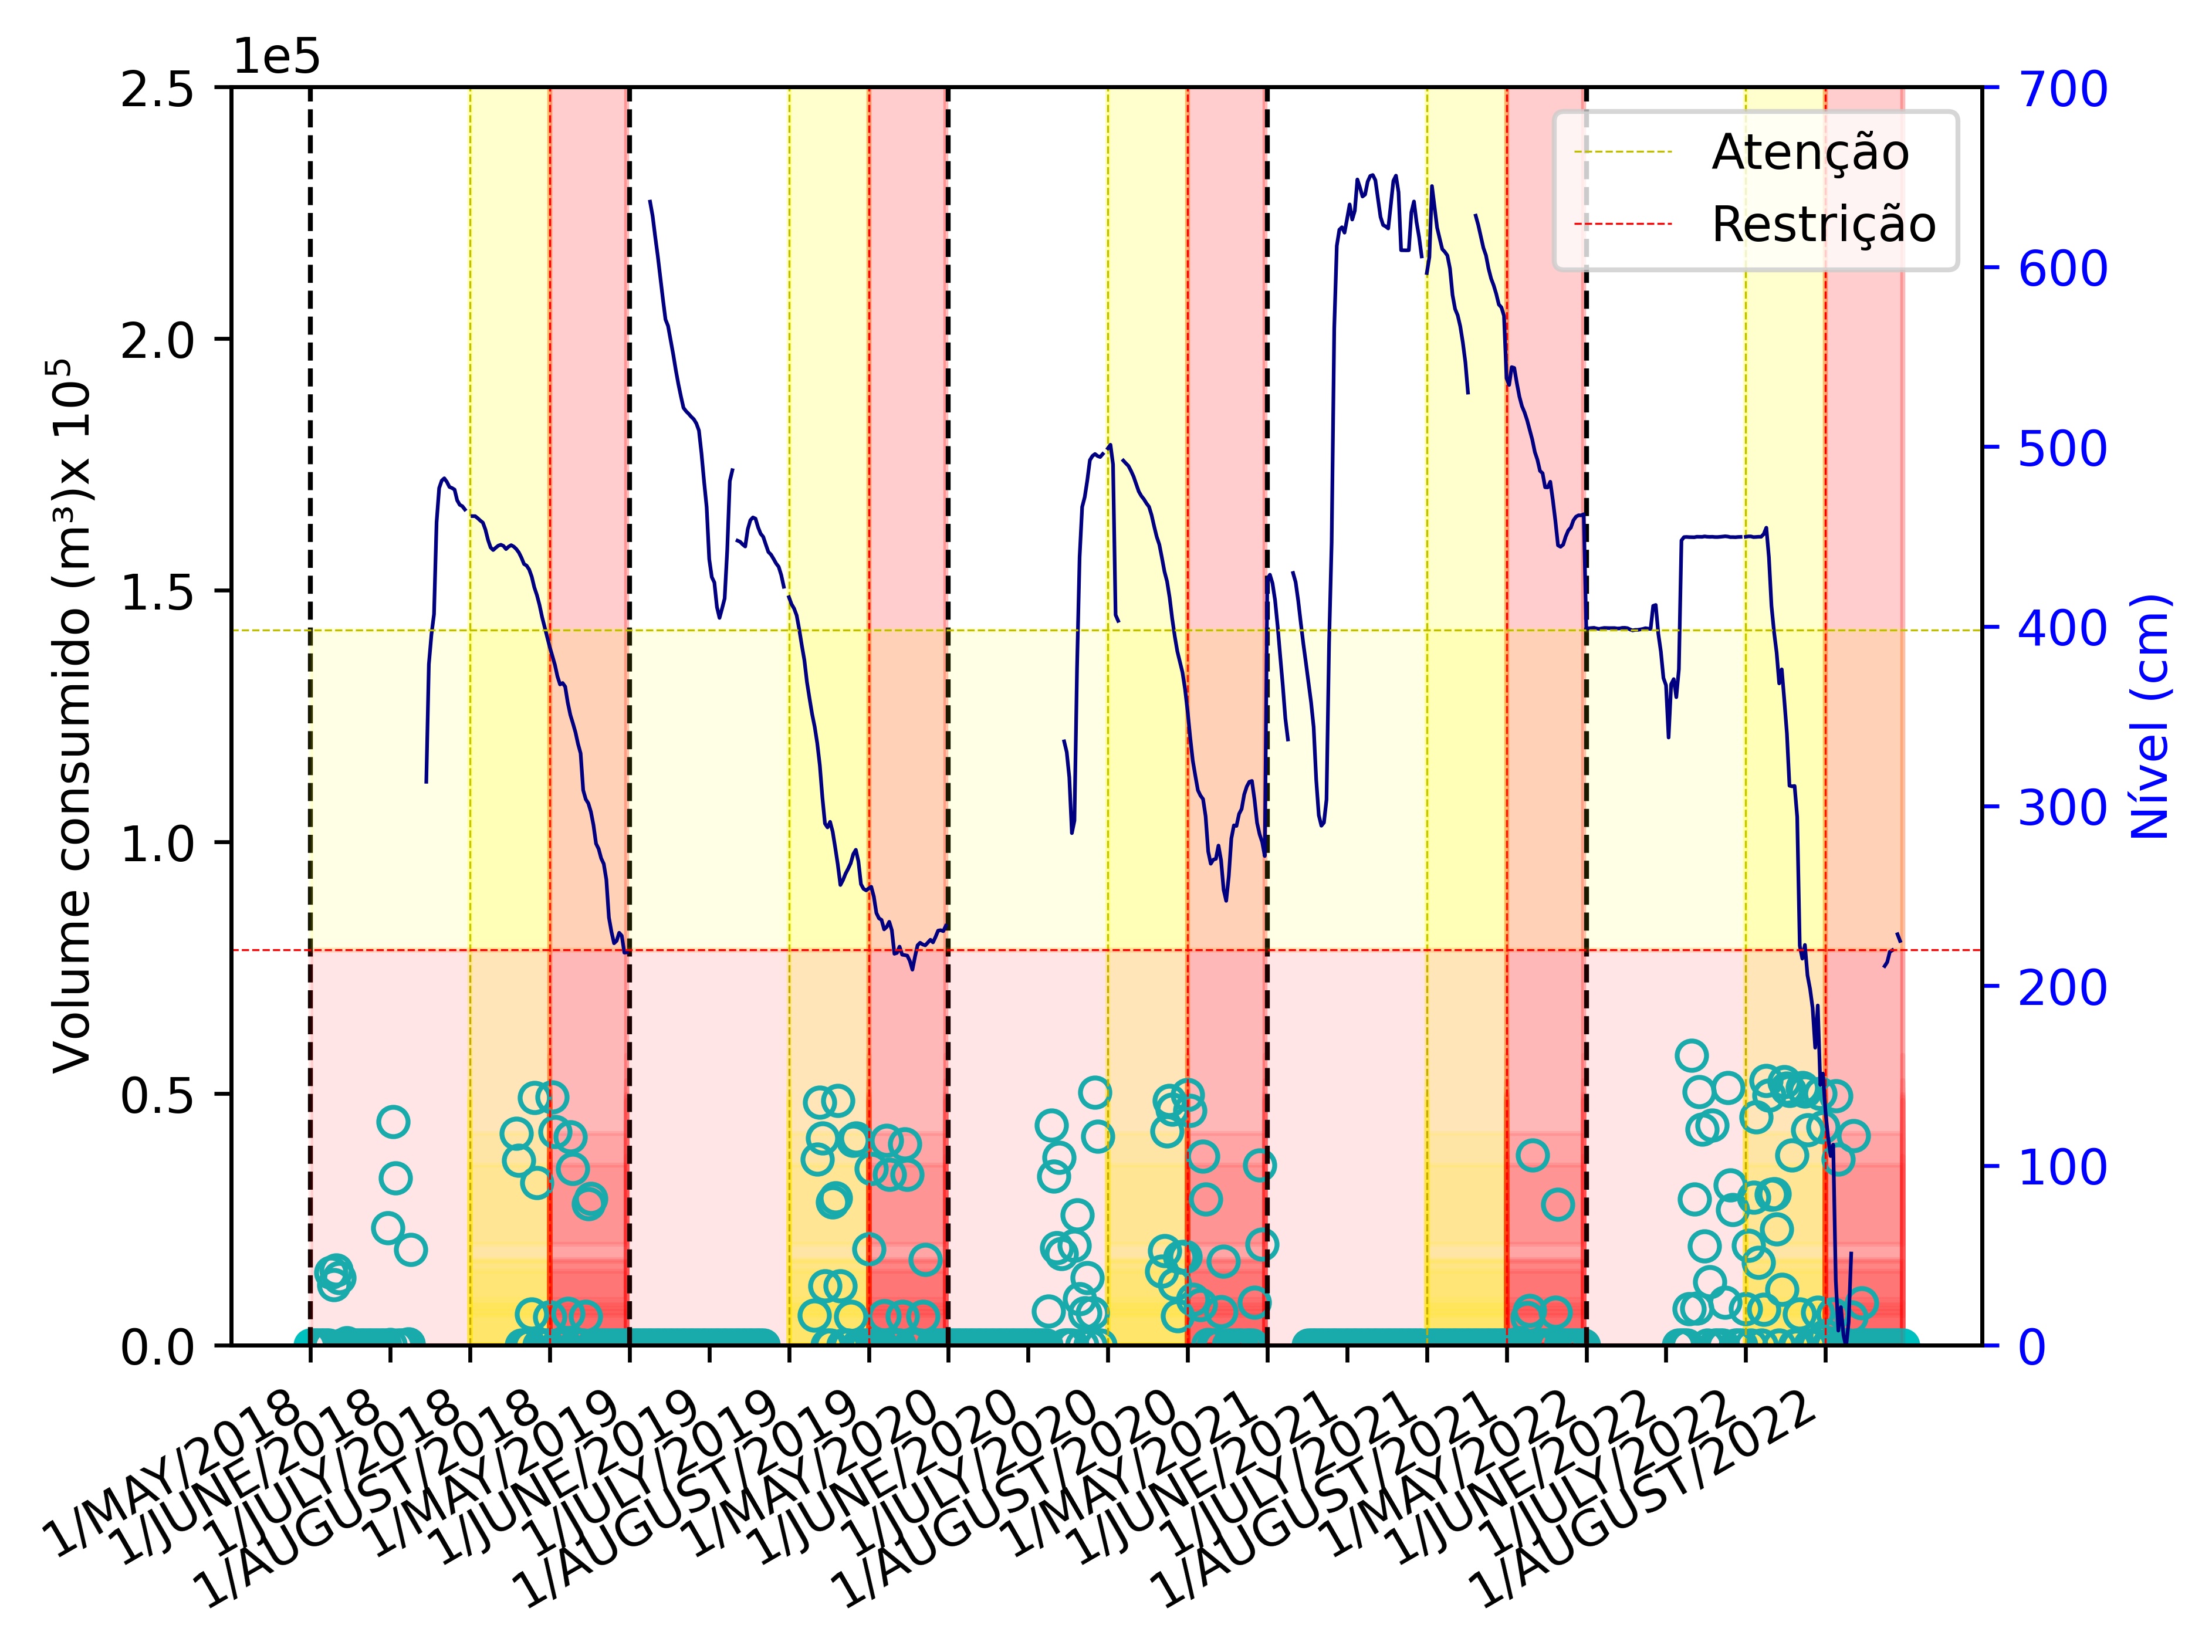 1e5
2.5
2.0
1.5
1.0
0.5
0.0
Volume consumido (m³)x 10⁵
700
600
500
400
300
200
100
0
Nível (cm)
Atenção
Restrição
1/MAY/2018
1/JUNE/2018
1/JULY/2018
1/AUGUST/2018
1/MAY/2019
1/JUNE/2019
1/JULY/2019
1/AUGUST/2019
1/MAY/2020
1/JUNE/2020
1/JULY/2020
1/AUGUST/2020
1/MAY/2021
1/JUNE/2021
1/JULY/2021
1/AUGUST/2021
1/MAY/2022
1/JUNE/2022
1/JULY/2022
1/AUGUST/2022